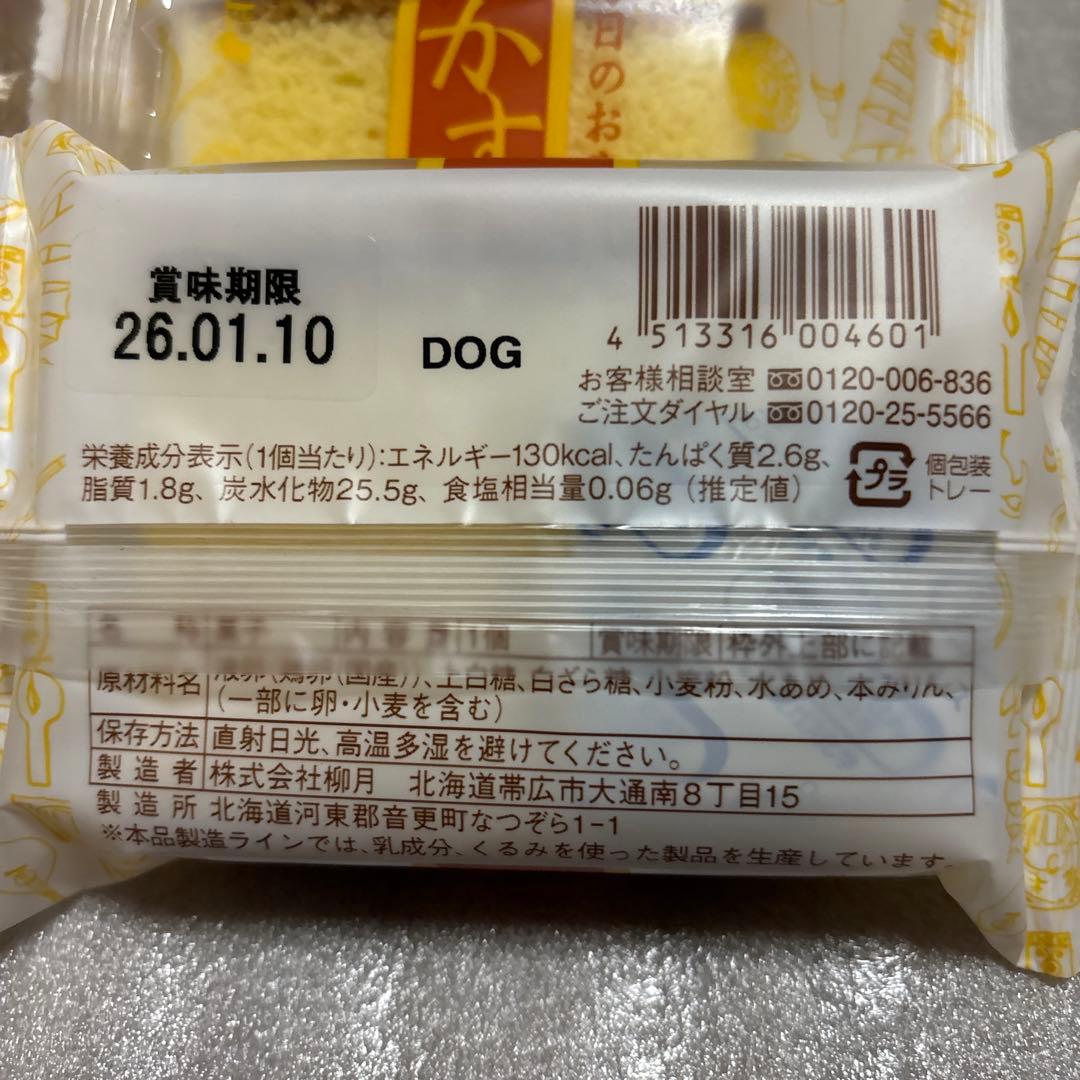 かす
日のお
賞味期限
26.01.10
DOG
4 513316 004601
お客様相談室 0120-006-836
ご注文ダイヤル 0120-25-5566
栄養成分表示(1個当たり):エネルギー130kcal、たんぱく質2.6g、
脂質1.8g、炭水化物25.5g、食塩相当量0.06g(推定値)
プラ
個包装
トレー
名 称 菓子 内容量 1個 賞味期限 枠外上部に記載
原材料名 液卵(鶏卵(国産))、上白糖、白ざら糖、小麦粉、水あめ、本みりん、
(一部に卵・小麦を含む)
保存方法 直射日光、高温多湿を避けてください。
製造者 株式会社柳月 北海道帯広市大通南8丁目15
製造所 北海道河東郡音更町なつぞら1-1
※本品製造ラインでは、乳成分、くるみを使った製品を生産しています。